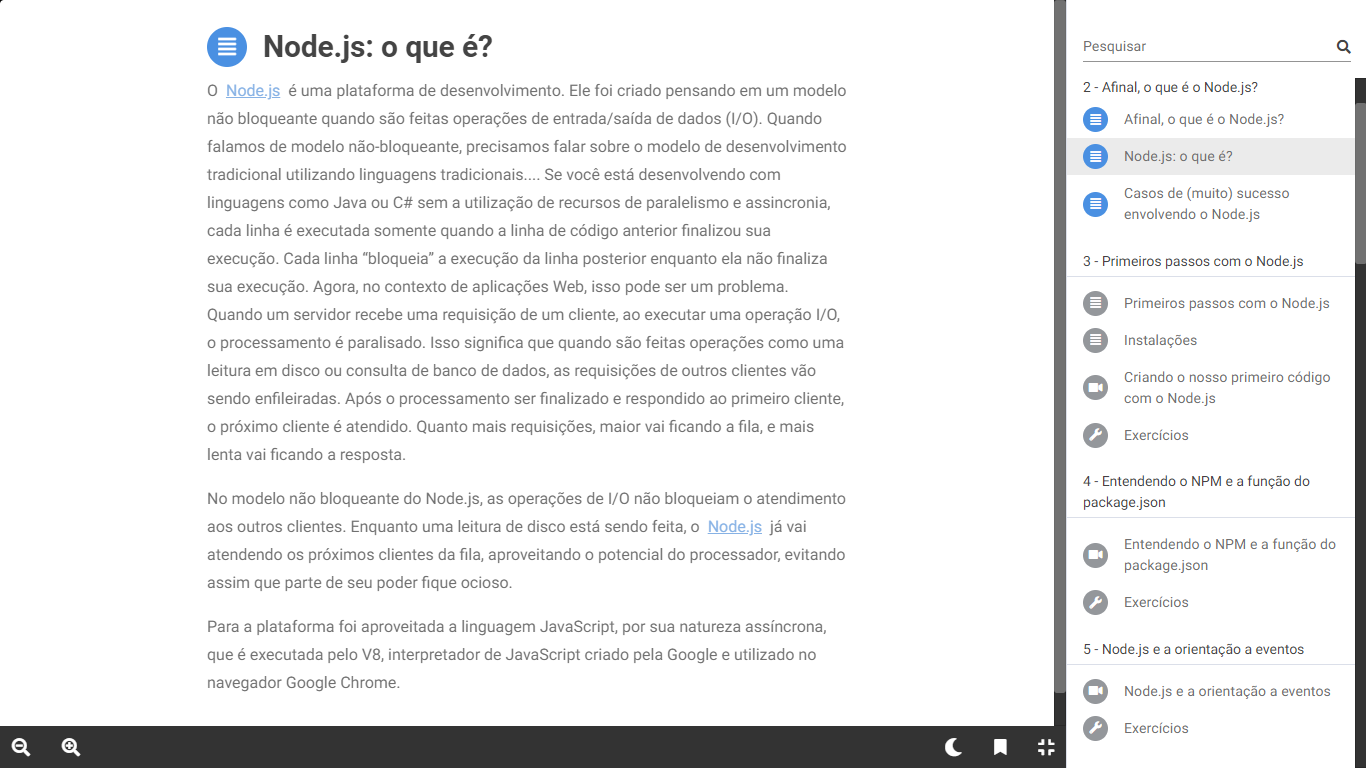 Node.js: o que é?
O Node.js é uma plataforma de desenvolvimento. Ele foi criado pensando em um modelo
não bloqueante quando são feitas operações de entrada/saída de dados (I/O). Quando
falamos de modelo não-bloqueante, precisamos falar sobre o modelo de desenvolvimento
tradicional utilizando linguagens tradicionais.... Se você está desenvolvendo com
linguagens como Java ou C# sem a utilização de recursos de paralelismo e assincronia,
cada linha é executada somente quando a linha de código anterior finalizou sua
execução. Cada linha “bloqueia” a execução da linha posterior enquanto ela não finaliza
sua execução. Agora, no contexto de aplicações Web, isso pode ser um problema.
Quando um servidor recebe uma requisição de um cliente, ao executar uma operação I/O,
o processamento é paralisado. Isso significa que quando são feitas operações como uma
leitura em disco ou consulta de banco de dados, as requisições de outros clientes vão
sendo enfileiradas. Após o processamento ser finalizado e respondido ao primeiro cliente,
o próximo cliente é atendido. Quanto mais requisições, maior vai ficando a fila, e mais
lenta vai ficando a resposta.
No modelo não bloqueante do Node.js, as operações de I/O não bloqueiam o atendimento
aos outros clientes. Enquanto uma leitura de disco está sendo feita, o Node.js já vai
atendendo os próximos clientes da fila, aproveitando o potencial do processador, evitando
assim que parte de seu poder fique ocioso.
Para a plataforma foi aproveitada a linguagem JavaScript, por sua natureza assíncrona,
que é executada pelo V8, interpretador de JavaScript criado pela Google e utilizado no
navegador Google Chrome.
Pesquisar
2 - Afinal, o que é o Node.js?
Afinal, o que é o Node.js?
Node.js: o que é?
Casos de (muito) sucesso
envolvendo o Node.js
3 - Primeiros passos com o Node.js
Primeiros passos com o Node.js
Instalações
Criando o nosso primeiro código
com o Node.js
Exercícios
4 - Entendendo o NPM e a função do
package.json
Entendendo o NPM e a função do
package.json
Exercícios
5 - Node.js e a orientação a eventos
Node.js e a orientação a eventos
Exercícios